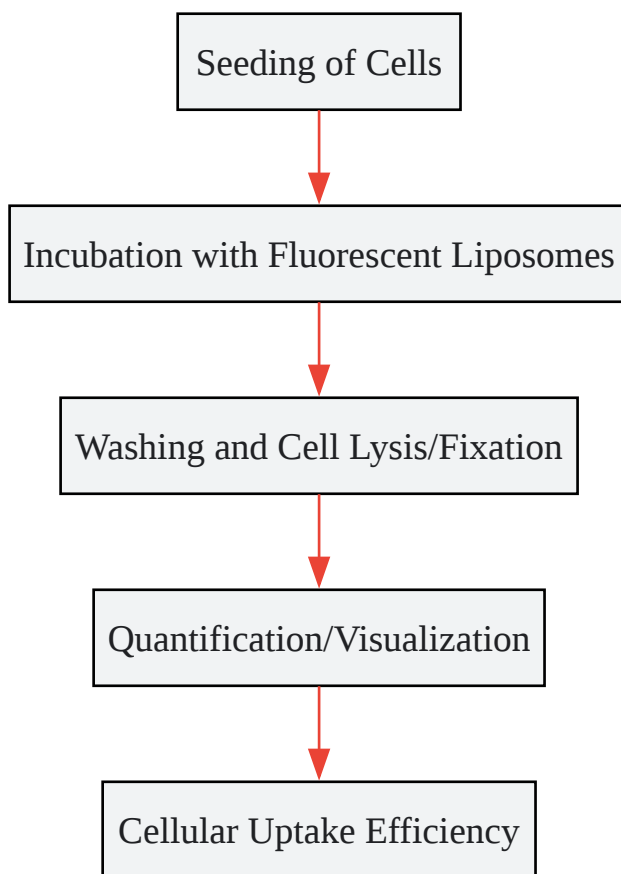 Seeding of Cells
Incubation with Fluorescent Liposomes
Washing and Cell Lysis/Fixation
Quantification/Visualization
Cellular Uptake Efficiency